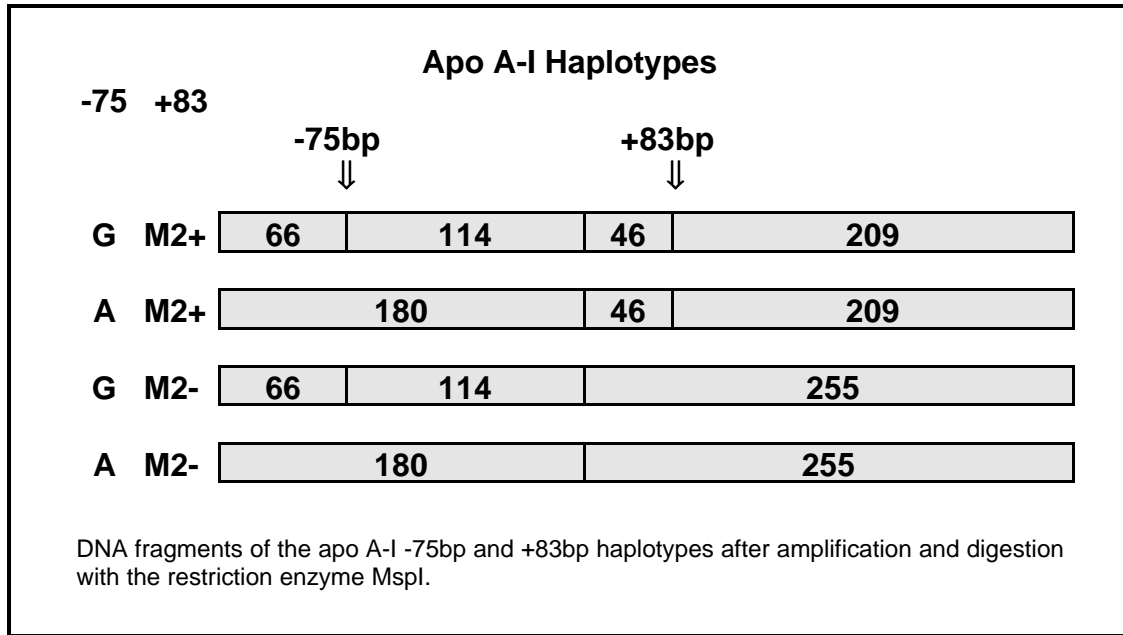 Apo A-I Haplotypes
-75 +83
-75bp +83bp
⇓ ⇓
G M2+ 66 114 46 209
A M2+ 180 46 209
G M2- 66 114 255
A M2- 180 255
DNA fragments of the apo A-I -75bp and +83bp haplotypes after amplification and digestion
with the restriction enzyme MspI.